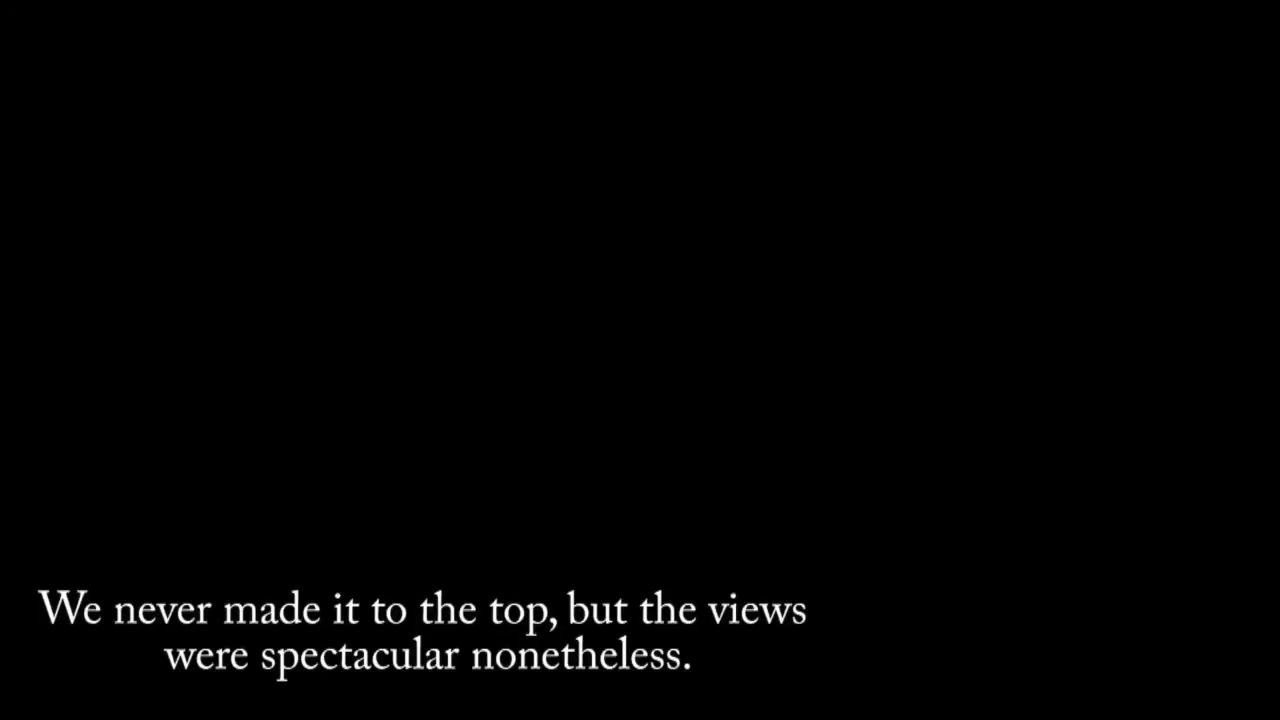 We never made it to the top, but the views
were spectacular nonetheless.